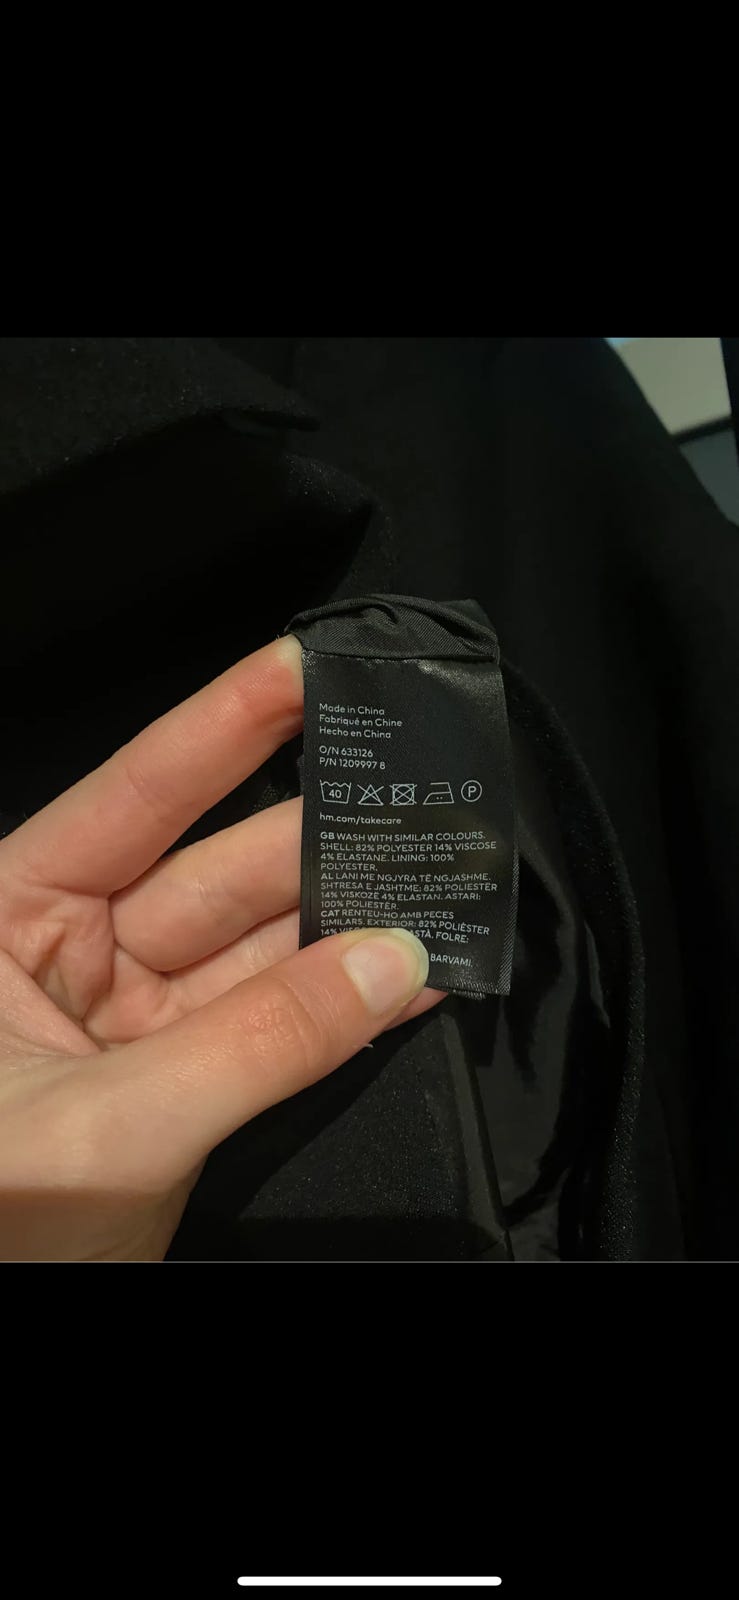 Made in China
Fabriqué en Chine
Hecho en China
O/N 633126
P/N 1209997 8
40
P
hm.com/takecare
GB WASH WITH SIMILAR COLOURS.
SHELL: 82% POLYESTER 14% VISCOSE
4% ELASTANE. LINING: 100%
POLYESTER.
AL LANI ME NGJYRA TË NGJASHME.
SHTRESA E JASHTME: 82% POLIESTËR
14% VISKOZË 4% ELASTAN. ASTARI:
100% POLIESTËR.
CAT RENTEU-HO AMB PECES
SIMILARS. EXTERIOR: 82% POLIÈSTER
14% FOLRE:
BARVAMI.